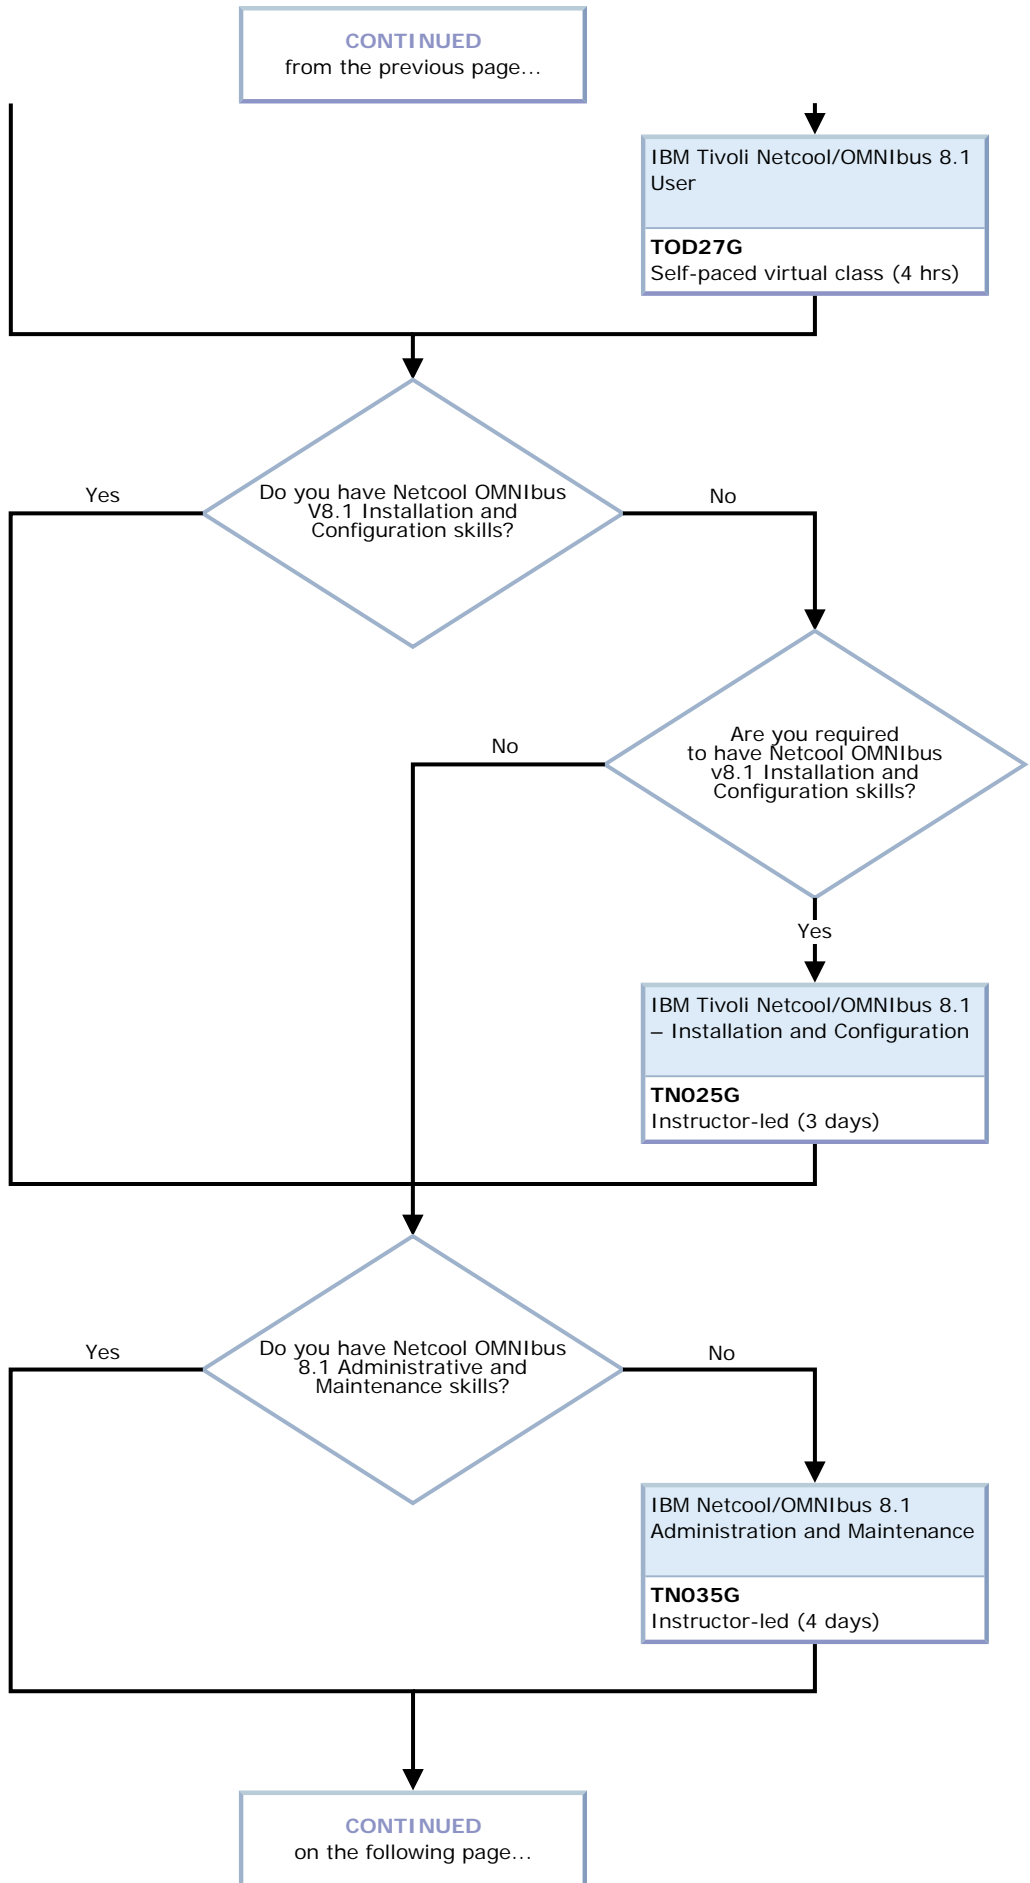 CONTINUED
from the previous page...
IBM Tivoli Netcool/OMNIbus 8.1
User
TOD27G
Self-paced virtual class (4 hrs)
Do you have Netcool OMNIbus
V8.1 Installation and
Configuration skills?
Yes
No
Are you required
to have Netcool OMNIbus
v8.1 Installation and
Configuration skills?
No
Yes
IBM Tivoli Netcool/OMNIbus 8.1
– Installation and Configuration
TN025G
Instructor-led (3 days)
Do you have Netcool OMNIbus
8.1 Administrative and
Maintenance skills?
Yes
No
IBM Netcool/OMNIbus 8.1
Administration and Maintenance
TN035G
Instructor-led (4 days)
CONTINUED
on the following page...